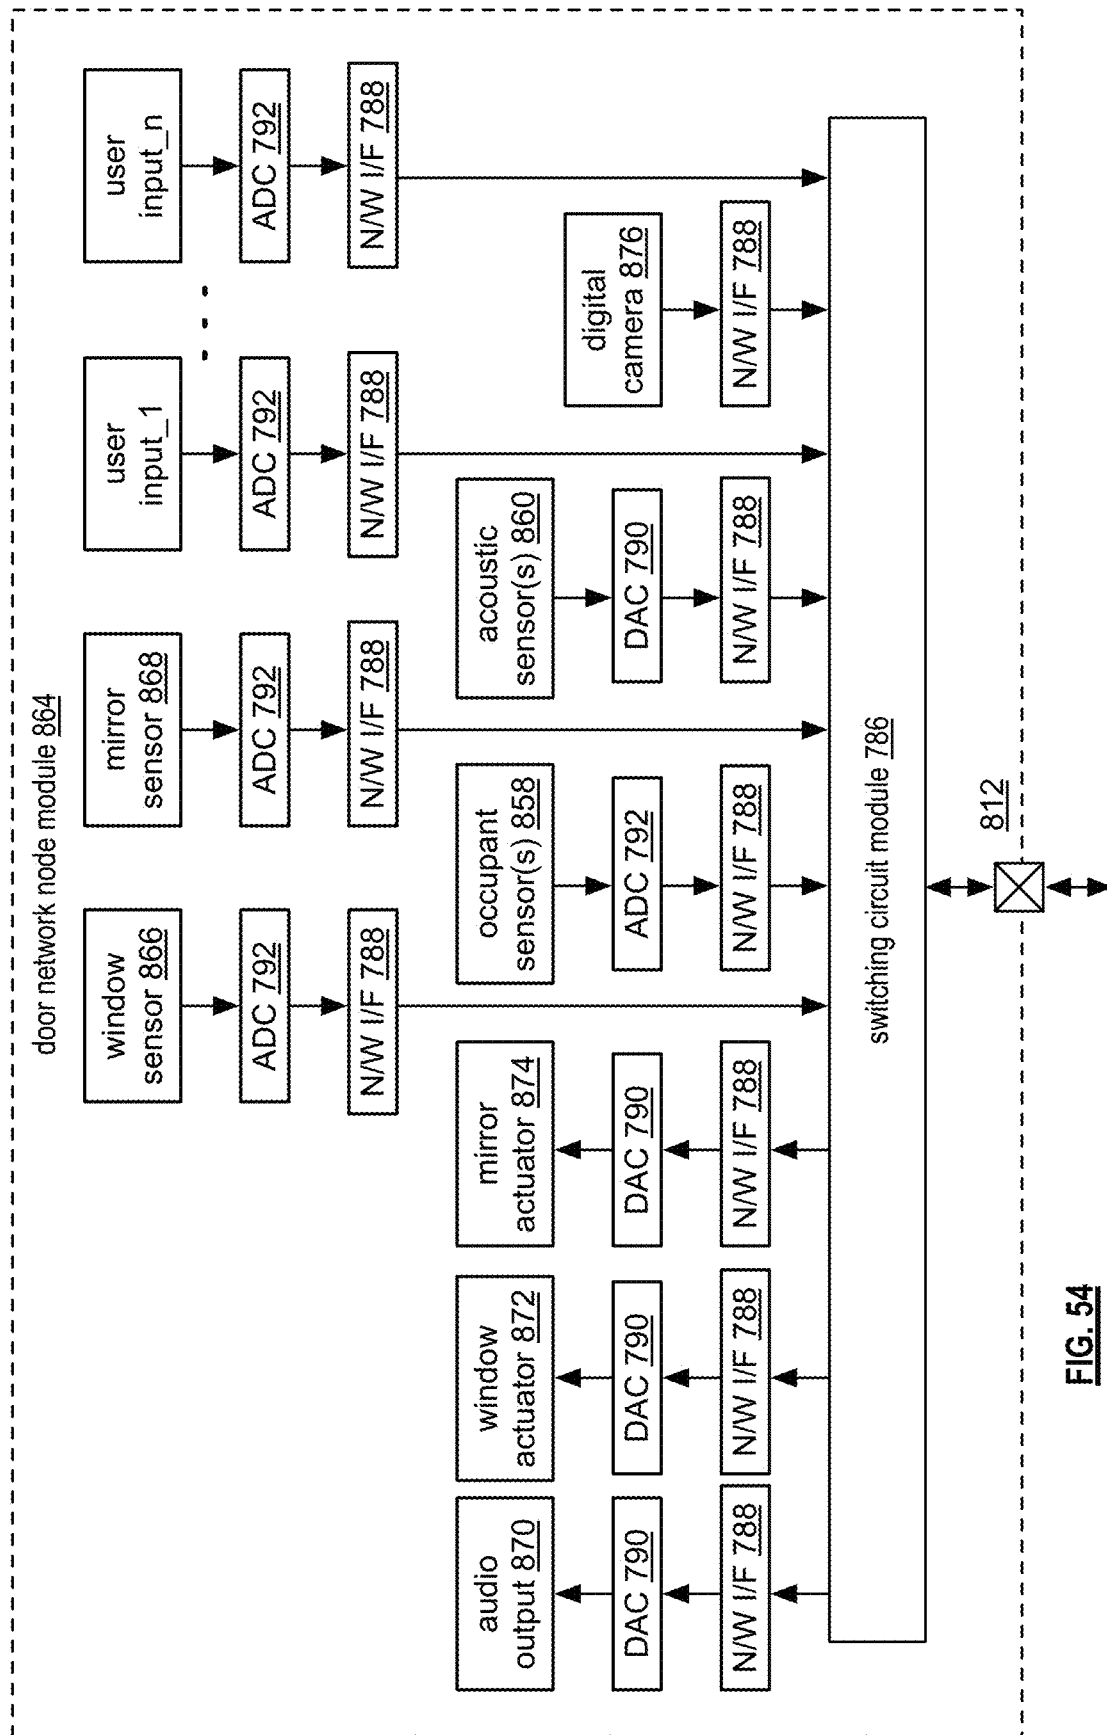 door network node module 864
window
sensor 866
mirror
sensor 868
user
input_1
user
input_n
ADC 792
ADC 792
ADC 792
ADC 792
N/W I/F 788
N/W I/F 788
N/W I/F 788
N/W I/F 788
audio
output 870
window
actuator 872
mirror
actuator 874
occupant
sensor(s) 858
acoustic
sensor(s) 860
digital
camera 876
DAC 790
DAC 790
DAC 790
ADC 792
DAC 790
N/W I/F 788
N/W I/F 788
N/W I/F 788
N/W I/F 788
N/W I/F 788
N/W I/F 788
switching circuit module 786
812
FIG. 54